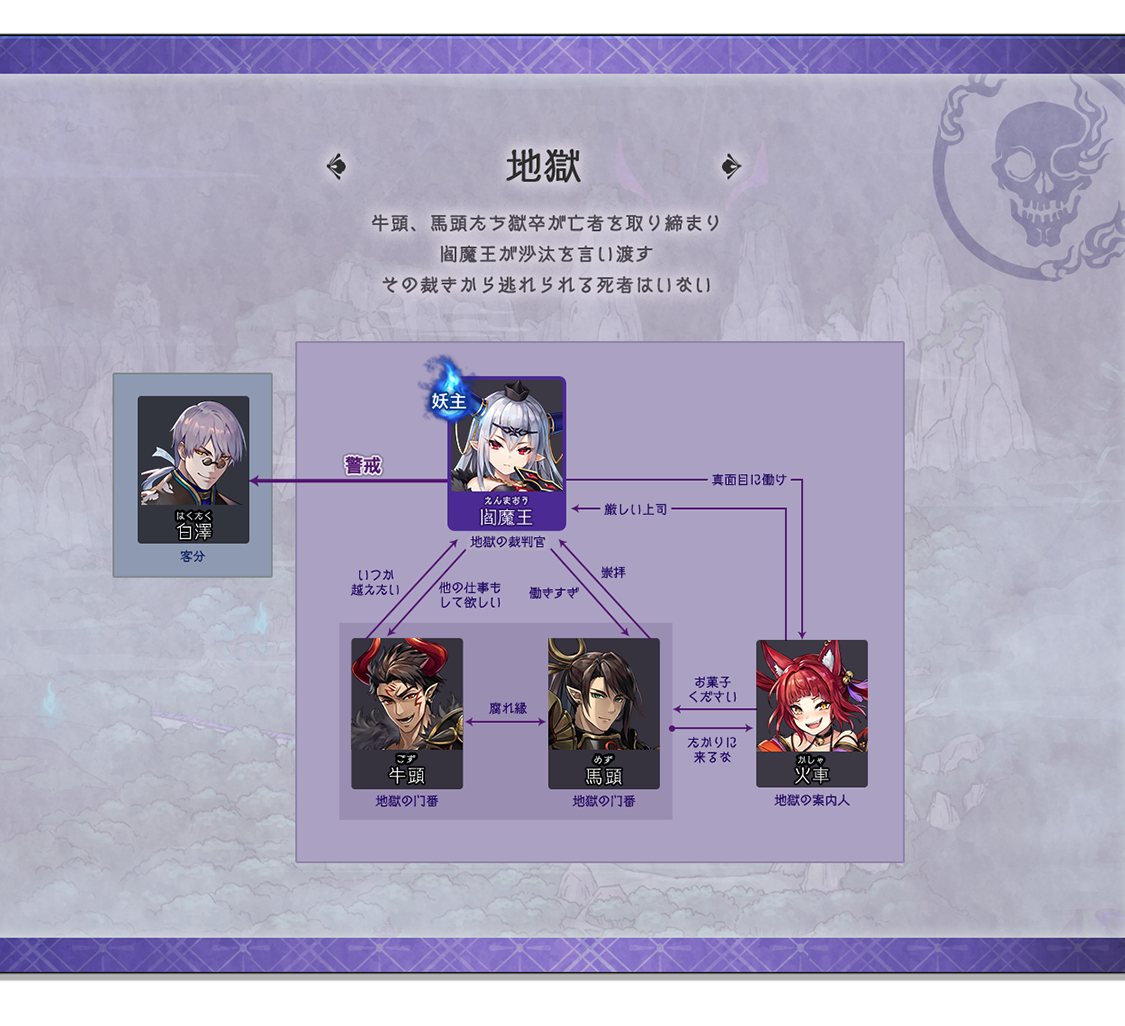 地獄
牛頭、馬頭たち獄卒が亡者を取り締まり
閻魔王が沙汰を言い渡す
その裁きから逃れられる死者はいない
妖主
警戒
えんまおう
閻魔王
地獄の裁判官
はくたく
白澤
客分
真面目に働け
厳しい上司
いつか
越えたい
他の仕事も
して欲しい
働きすぎ
崇拝
腐れ縁
お菓子
ください
たかりに
来るな
ごず
牛頭
地獄の门番
めず
馬頭
地獄の门番
かしゃ
火車
地獄の案内人